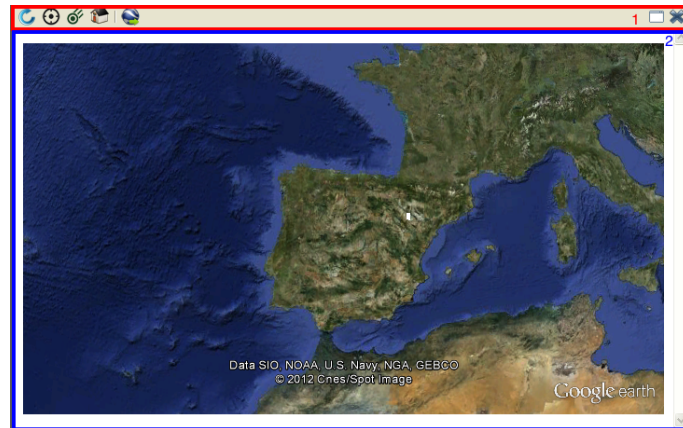 1
2
Data SIO, NOAA, U.S. Navy, NGA, GEBCO
© 2012 Cnes/Spot Image
Google earth